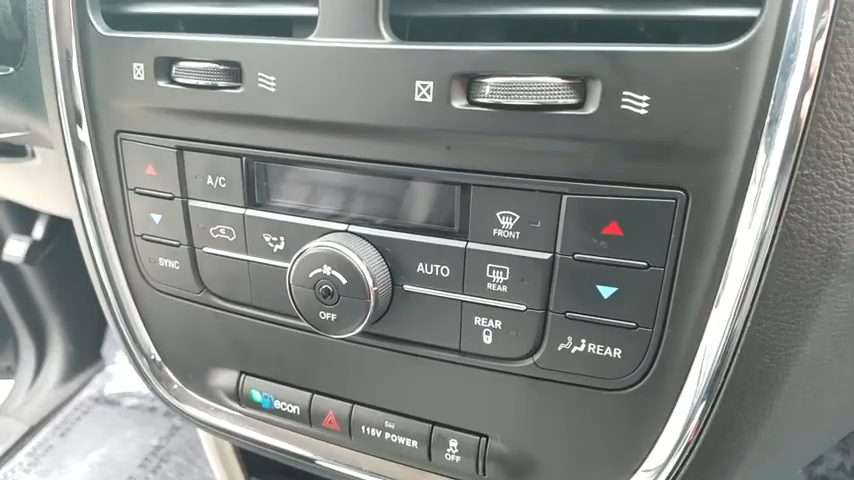 A/C
FRONT
SYNC
AUTO
REAR
OFF
REAR
REAR
econ
115V POWER
OFF